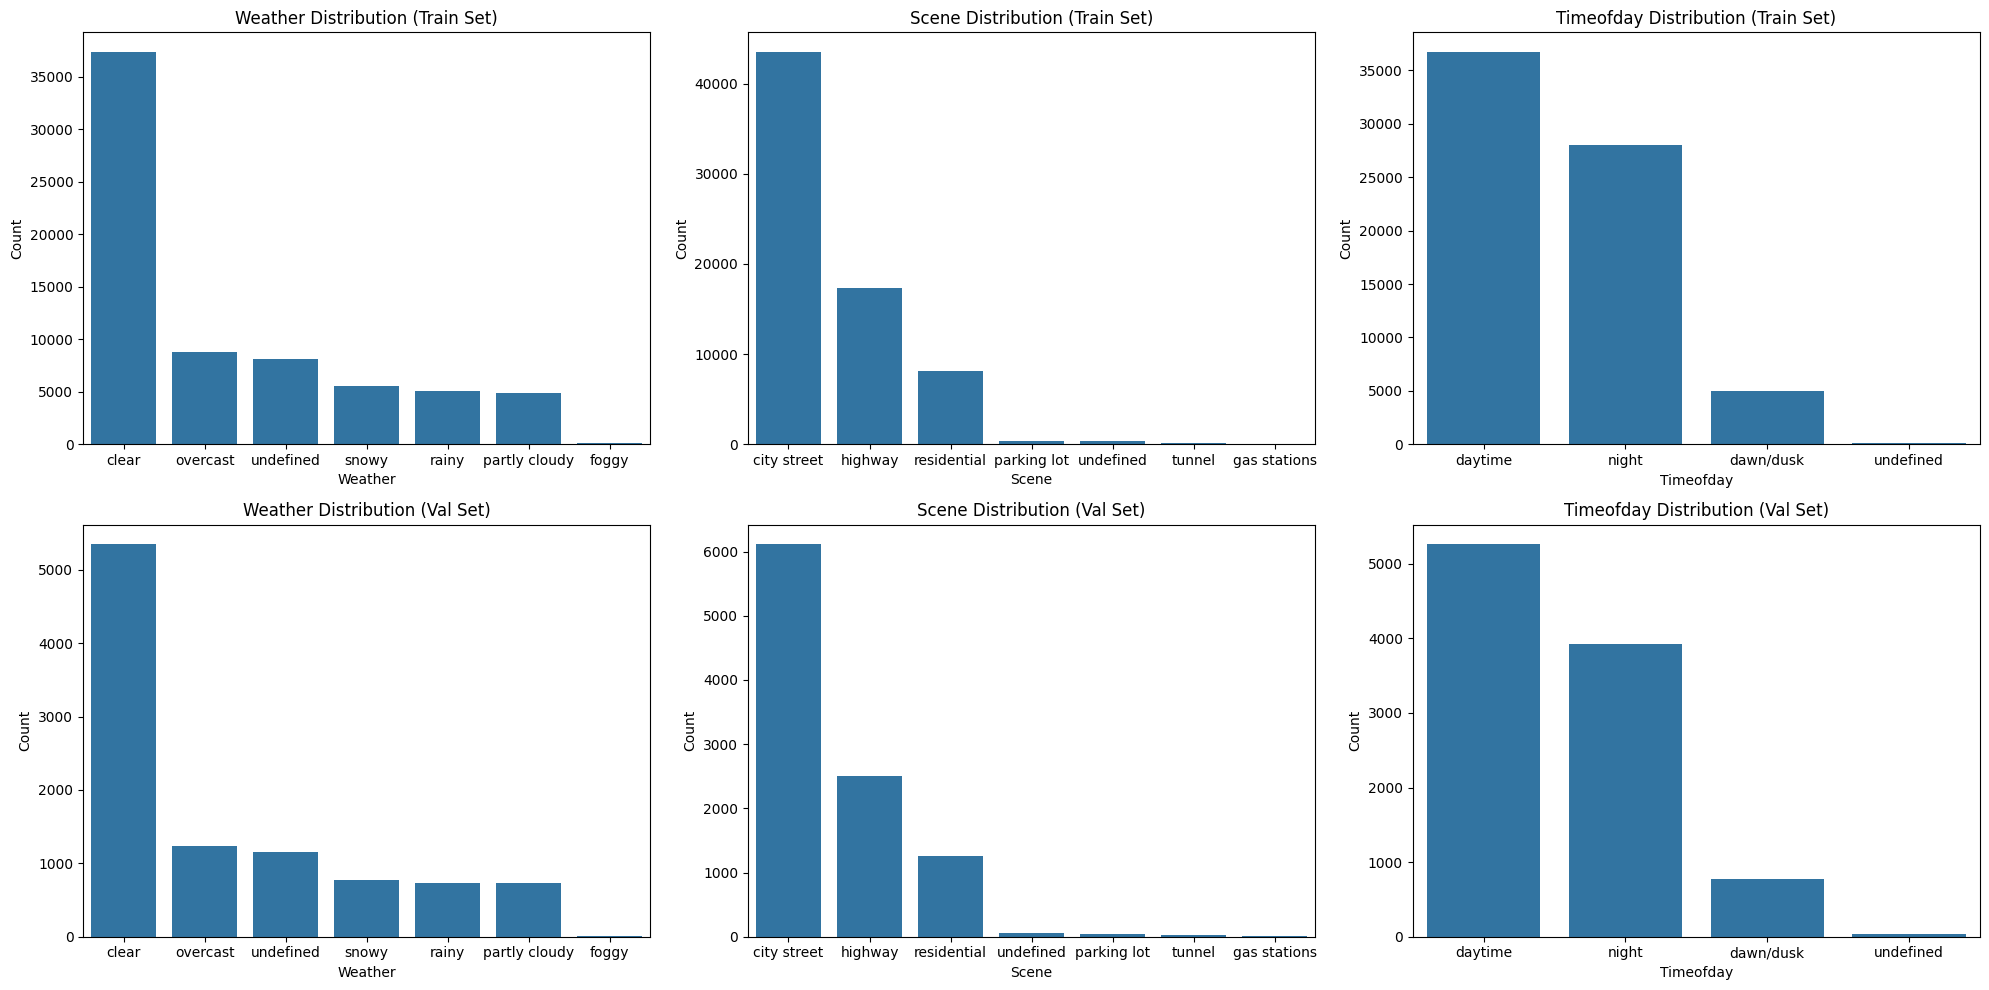 Weather Distribution (Train Set)
35000
30000
25000
20000
15000
10000
5000
0
Count
clear overcast undefined snowy rainy partly cloudy foggy
Weather
Scene Distribution (Train Set)
40000
30000
20000
10000
0
Count
city street highway residential parking lot undefined tunnel gas stations
Scene
Timeofday Distribution (Train Set)
35000
30000
25000
20000
15000
10000
5000
0
Count
daytime night dawn/dusk undefined
Timeofday
Weather Distribution (Val Set)
5000
4000
3000
2000
1000
0
Count
clear overcast undefined snowy rainy partly cloudy foggy
Weather
Scene Distribution (Val Set)
6000
5000
4000
3000
2000
1000
0
Count
city street highway residential undefined parking lot tunnel gas stations
Scene
Timeofday Distribution (Val Set)
5000
4000
3000
2000
1000
0
Count
daytime night dawn/dusk undefined
Timeofday